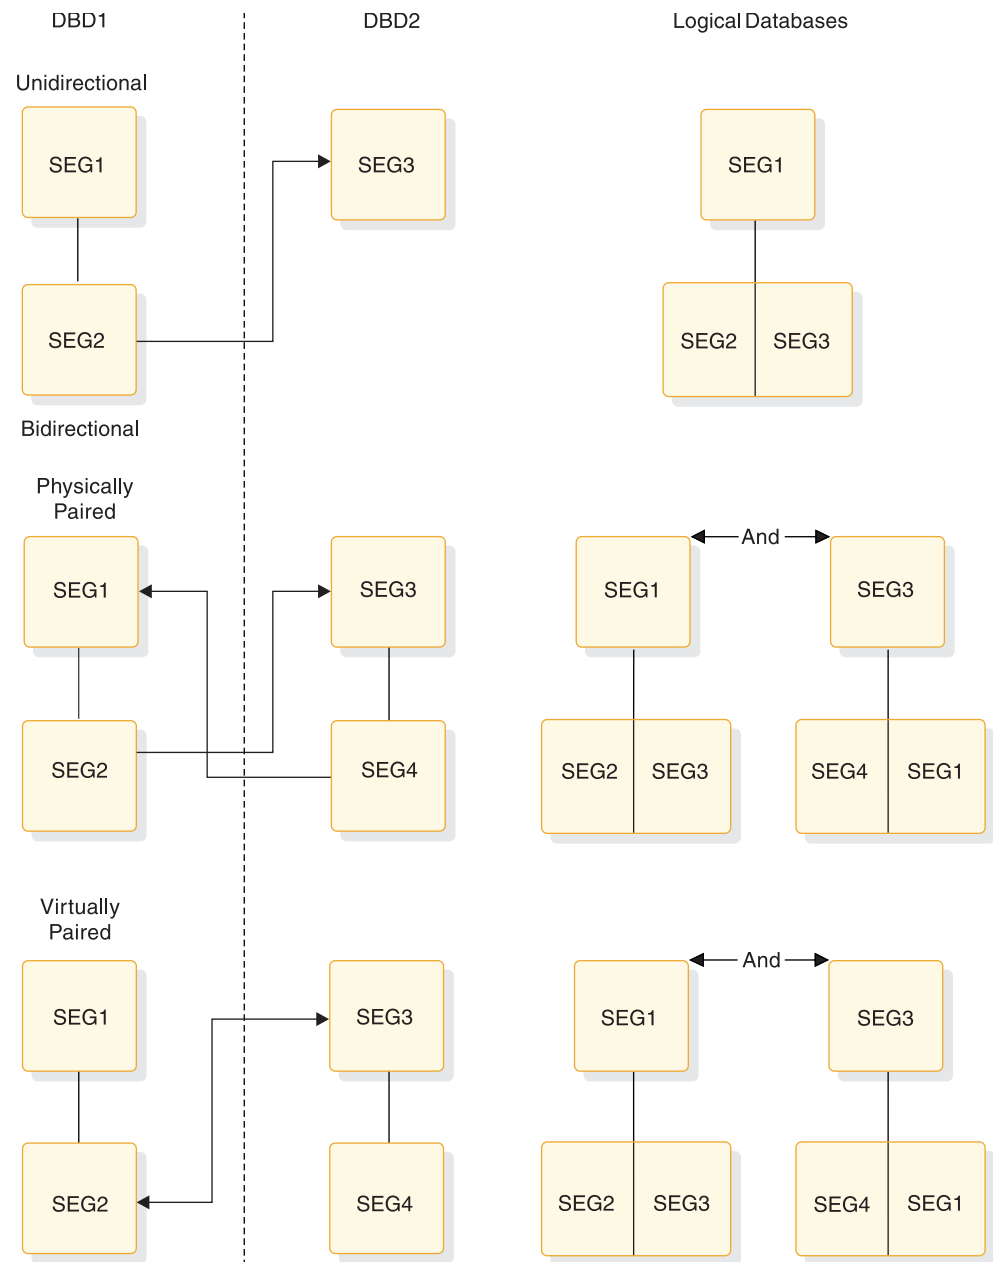 DBD1
DBD2
Logical Databases
Unidirectional
SEG1
SEG3
SEG1
SEG2
SEG2
SEG3
Bidirectional
Physically
Paired
And
SEG1
SEG3
SEG1
SEG3
SEG2
SEG4
SEG2
SEG3
SEG4
SEG1
Virtually
Paired
And
SEG1
SEG3
SEG1
SEG3
SEG2
SEG4
SEG2
SEG3
SEG4
SEG1